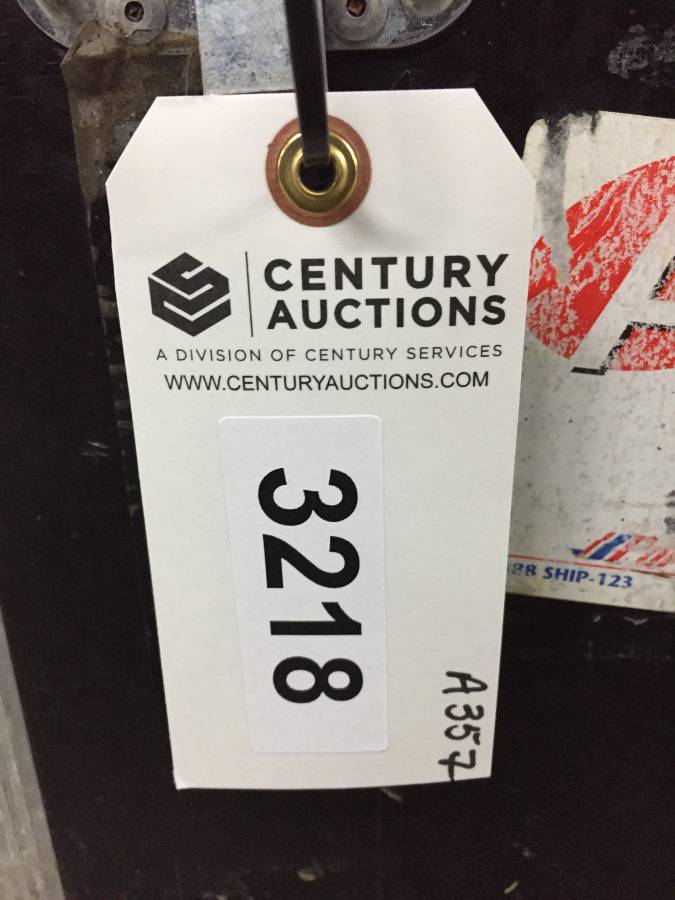 CENTURY
AUCTIONS
A DIVISION OF CENTURY SERVICES
WWW.CENTURYAUCTIONS.COM
3218
A357
SHIP-123